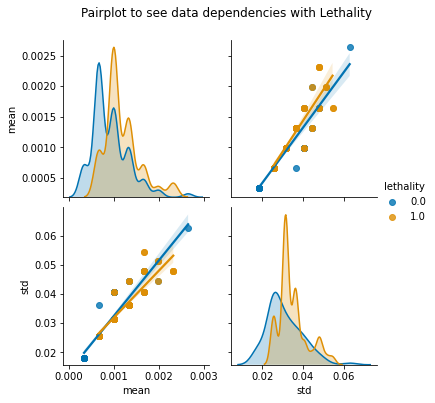 Pairplot to see data dependencies with Lethality
0.0025
0.0020
0.0015
0.0010
0.0005
mean
lethality
0.0
1.0
0.06
0.05
0.04
0.03
0.02
std
0.000 0.001 0.002 0.003
0.02 0.04 0.06
mean
std